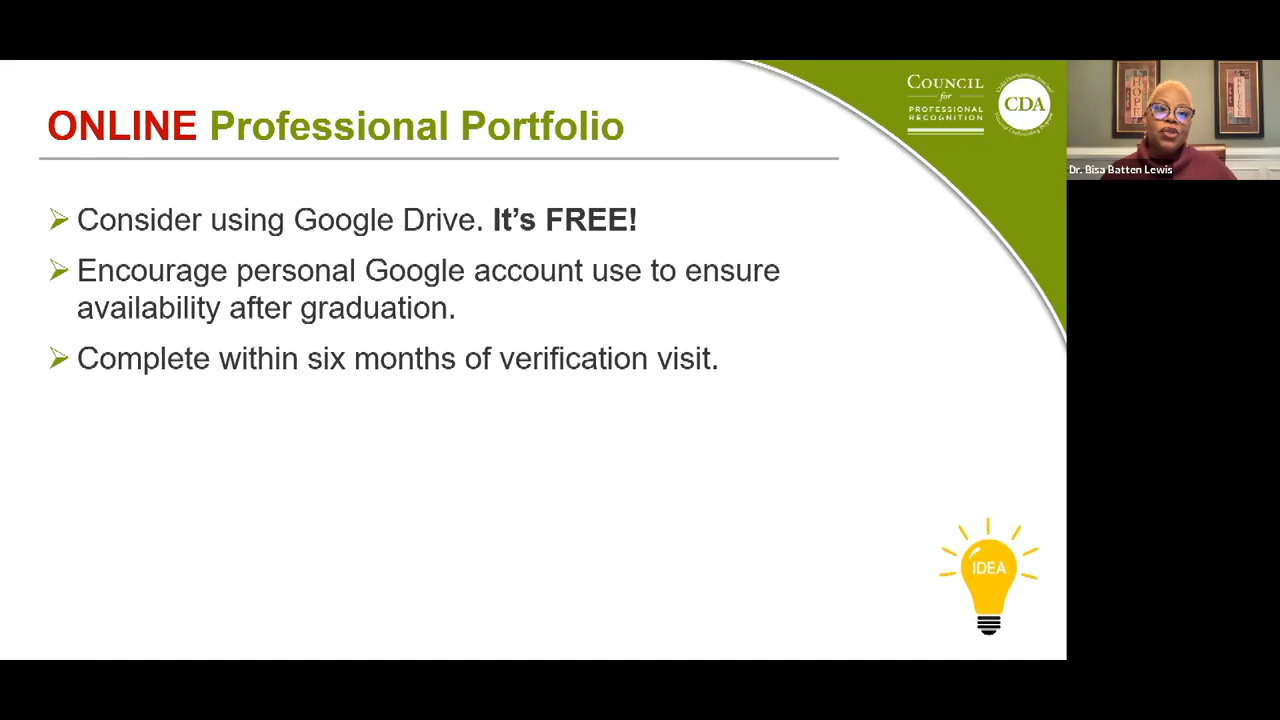 ONLINE Professional Portfolio
Consider using Google Drive. It's FREE!
Encourage personal Google account use to ensure
availability after graduation.
Complete within six months of verification visit.
COUNCIL
for
PROFESSIONAL
RECOGNITION
CDA
IDEA
HOPE
Dr. Bisa Batten Lewis